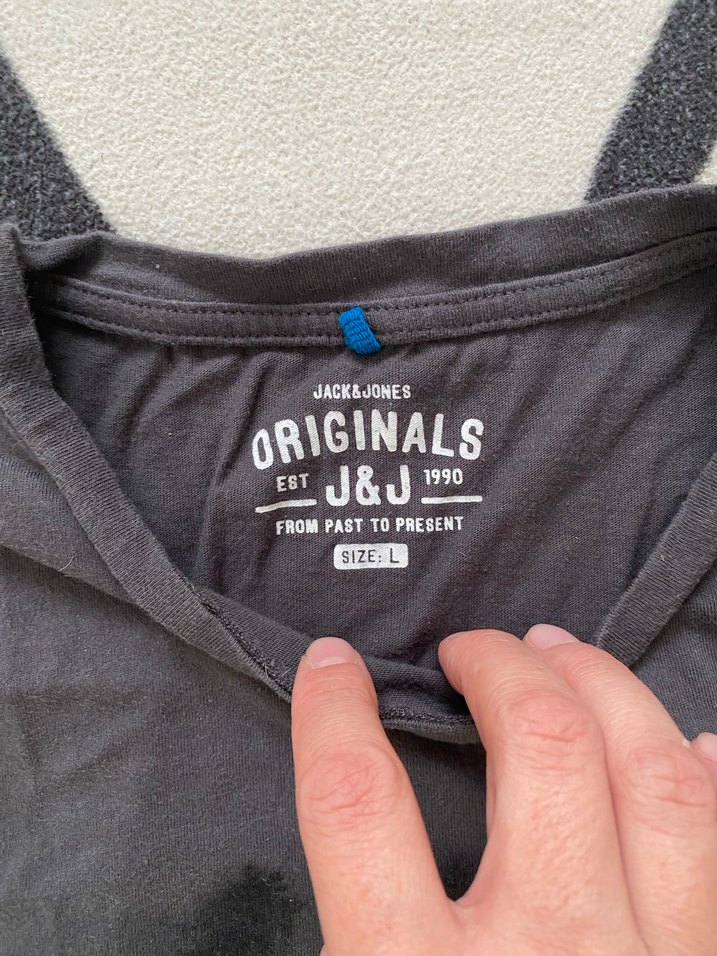 JACK&JONES
ORIGINALS
EST J&J 1990
FROM PAST TO PRESENT
SIZE: L